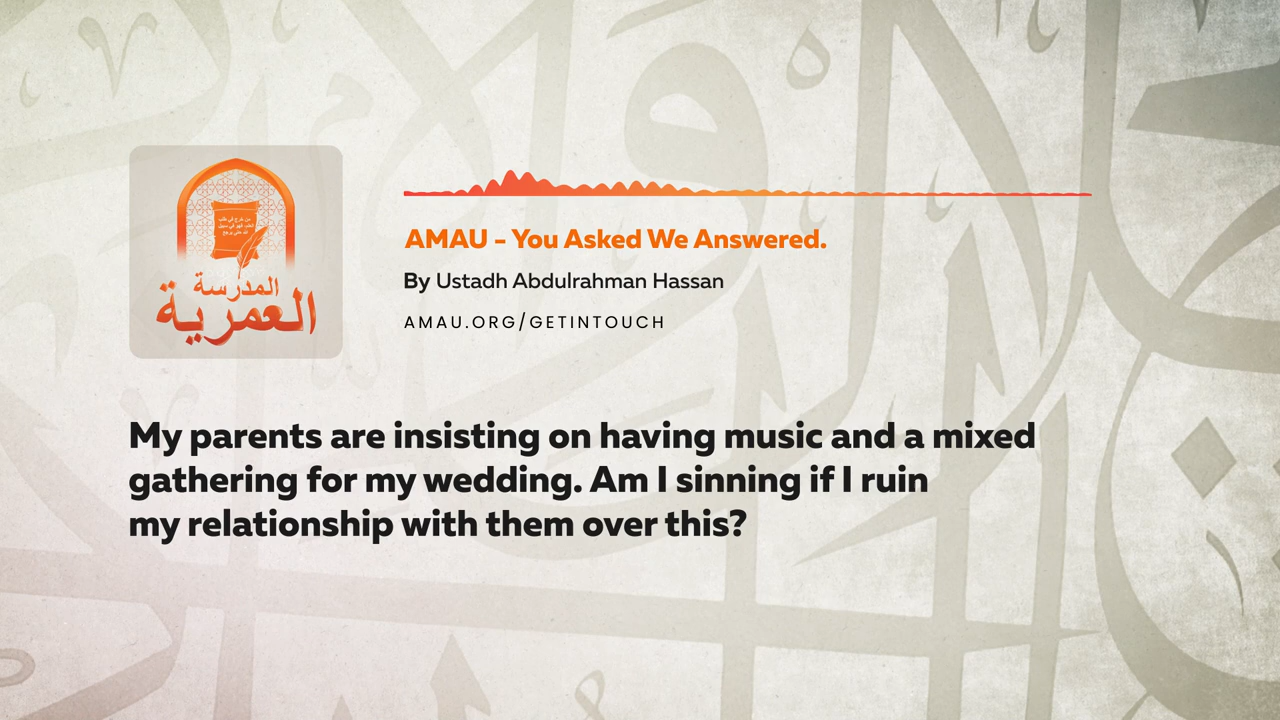 المدرسة
العمرية
AMAU - You Asked We Answered.
By Ustadh Abdulrahman Hassan
AMAU.ORG/GETINTOUCH
My parents are insisting on having music and a mixed
gathering for my wedding. Am I sinning if I ruin
my relationship with them over this?